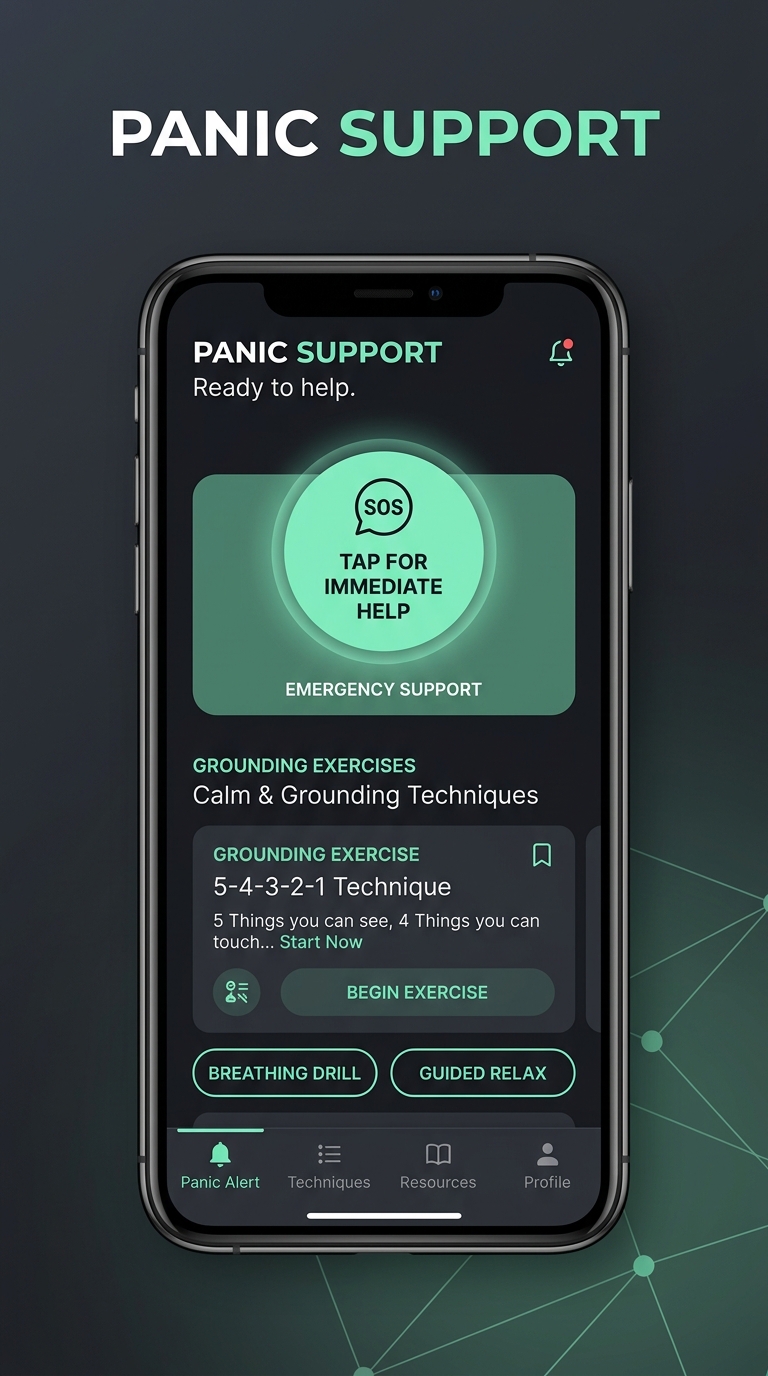 PANIC SUPPORT
PANIC SUPPORT
Ready to help.
SOS
TAP FOR
IMMEDIATE
HELP
EMERGENCY SUPPORT
GROUNDING EXERCISES
Calm & Grounding Techniques
GROUNDING EXERCISE
5-4-3-2-1 Technique
5 Things you can see, 4 Things you can
touch... Start Now
BEGIN EXERCISE
BREATHING DRILL
GUIDED RELAX
Panic Alert
Techniques
Resources
Profile